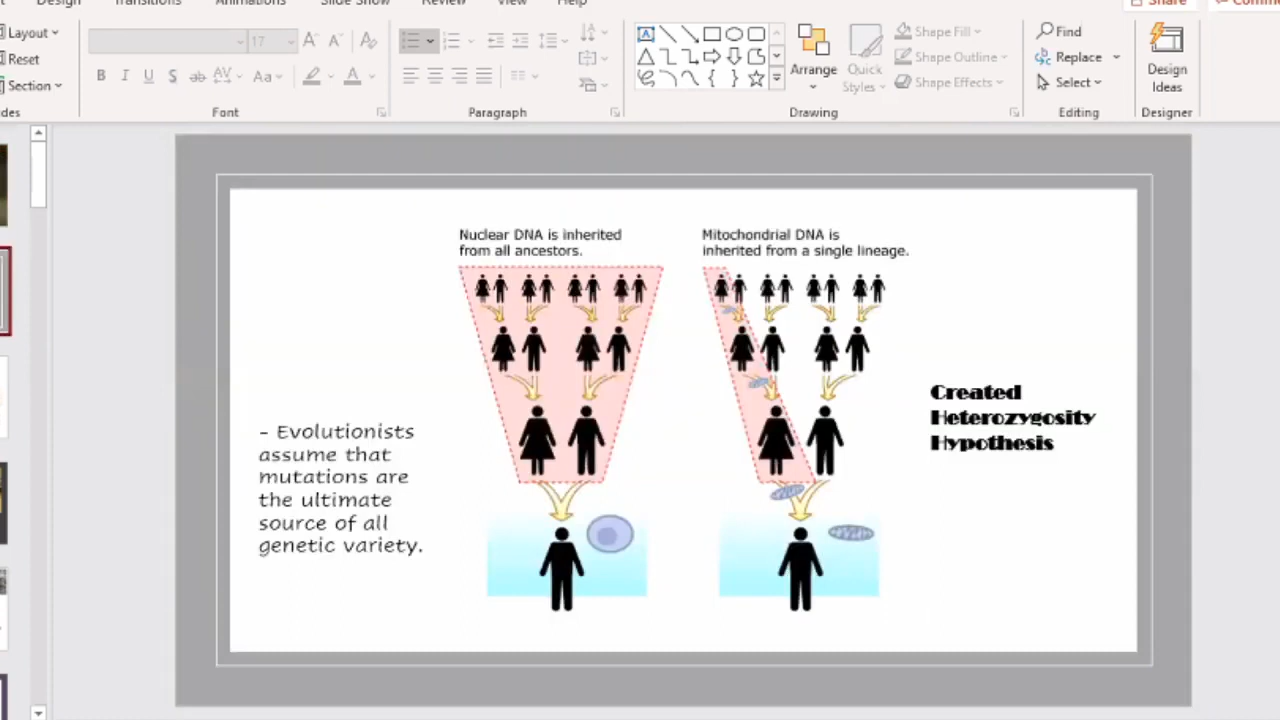 Design Transitions Animations Slide Show Review View Help Share
Layout
Reset
Section
17
Font
Paragraph
Arrange
Quick
Styles
Shape Fill
Shape Outline
Shape Effects
Drawing
Find
Replace
Select
Editing
Design
Ideas
Designer
Nuclear DNA is inherited
from all ancestors.
Mitochondrial DNA is
inherited from a single lineage.
- Evolutionists
assume that
mutations are
the ultimate
source of all
genetic variety.
Created
Heterozygosity
Hypothesis